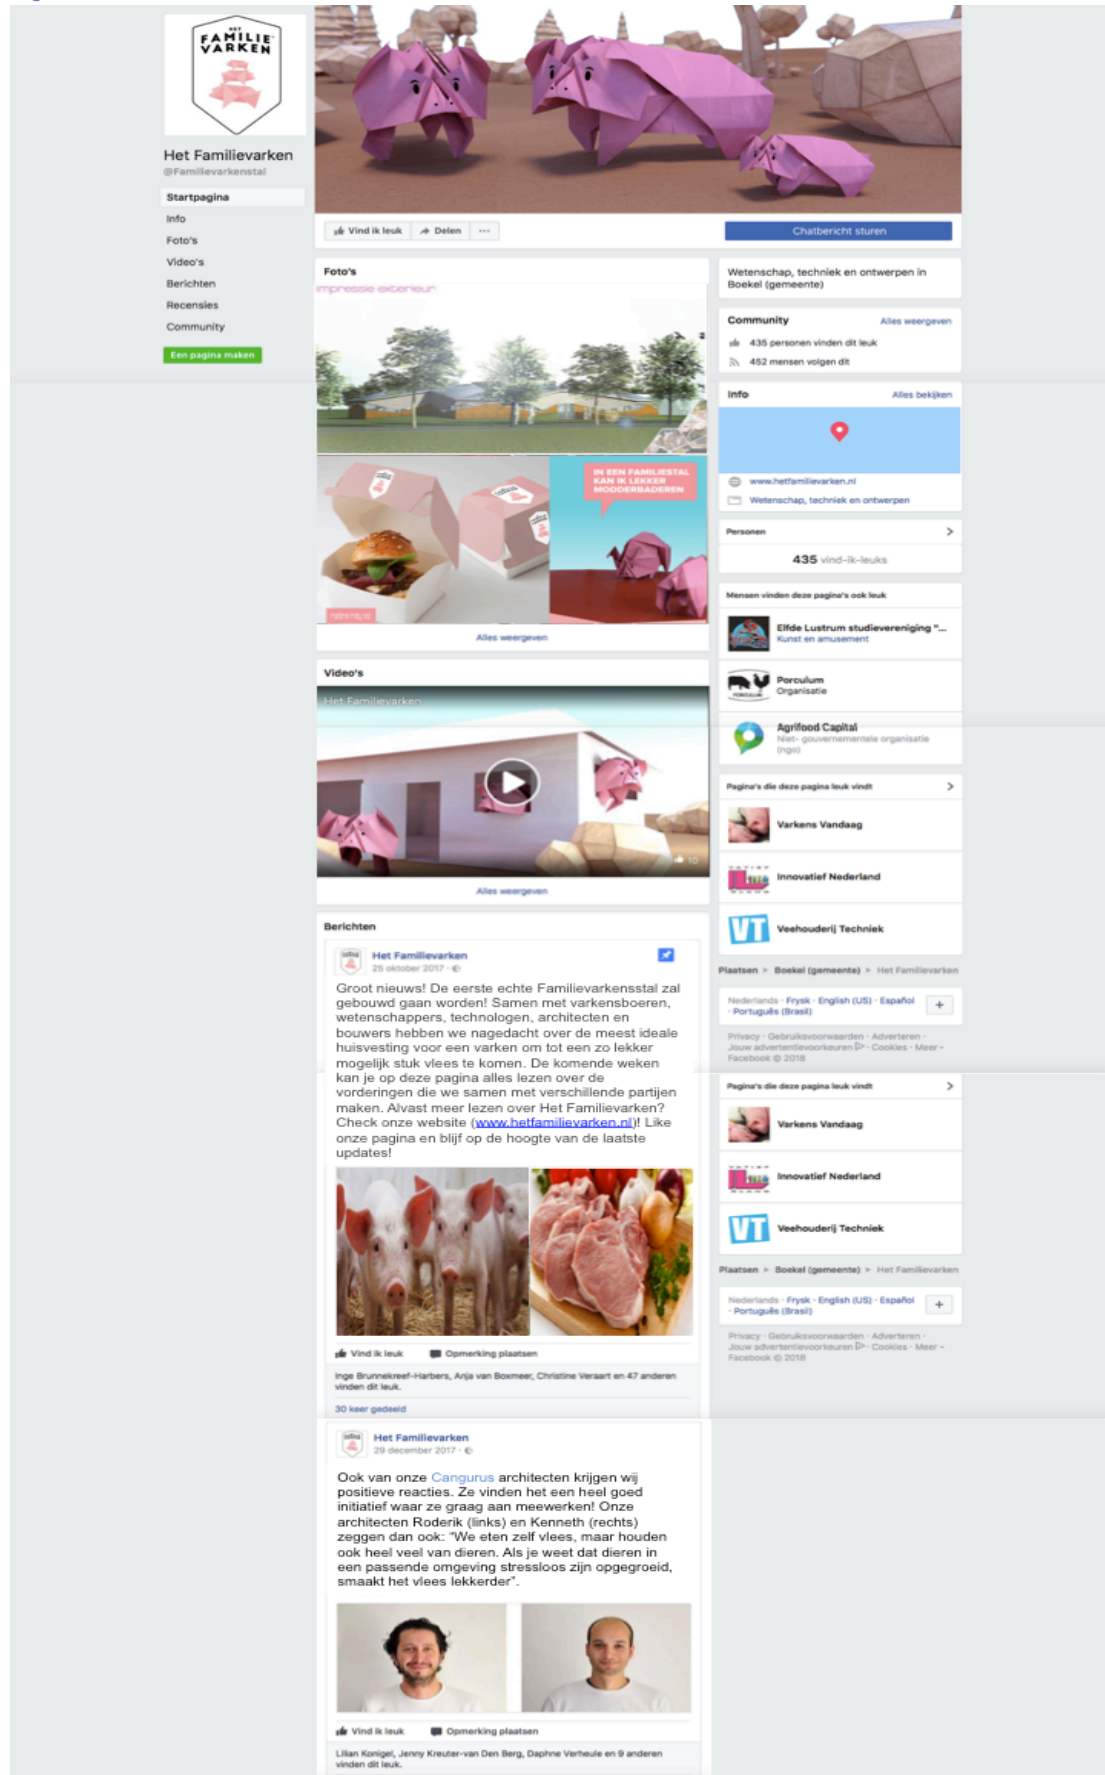 HET
FAMILIE-
VARKEN
Het Familievarken
@Familievarkenstal
Startpagina
Info
Foto's
Video's
Berichten
Recensies
Community
Een pagina maken
Vind ik leuk
Delen
...
Chatbericht sturen
Foto's
Impressie exterieur
IN EEN FAMILIESTAL
KAN IK LEKKER
MODDERBADEREN
Alles weergeven
Video's
Het Familievarken
10
Alles weergeven
Berichten
Het Familievarken
25 oktober 2017 ·
Groot nieuws! De eerste echte Familievarkensstal zal
gebouwd gaan worden! Samen met varkensboeren,
wetenschappers, technologen, architecten en
bouwers hebben we nagedacht over de meest ideale
huisvesting voor een varken om tot een zo lekker
mogelijk stuk vlees te komen. De komende weken
kan je op deze pagina alles lezen over de
vorderingen die we samen met verschillende partijen
maken. Alvast meer lezen over Het Familievarken?
Check onze website (www.hetfamilievarken.nl)! Like
onze pagina en blijf op de hoogte van de laatste
updates!
Vind ik leuk
Opmerking plaatsen
Inge Brunnekreef-Harbers, Anja van Boxmeer, Christine Veraart en 47 anderen
vinden dit leuk.
30 keer gedeeld
Het Familievarken
29 december 2017 ·
Ook van onze Cangurus architecten krijgen wij
positieve reacties. Ze vinden het een heel goed
initiatief waar ze graag aan meewerken! Onze
architecten Roderik (links) en Kenneth (rechts)
zeggen dan ook: "We eten zelf vlees, maar houden
ook heel veel van dieren. Als je weet dat dieren in
een passende omgeving stressloos zijn opgegroeid,
smaakt het vlees lekkerder".
Vind ik leuk
Opmerking plaatsen
Lilian Konigel, Jenny Kreuter-van Den Berg, Daphne Verheule en 9 anderen
vinden dit leuk.
Wetenschap, techniek en ontwerpen in
Boekel (gemeente)
Community
Alles weergeven
435 personen vinden dit leuk
452 mensen volgen dit
Info
Alles bekijken
www.hetfamilievarken.nl
Wetenschap, techniek en ontwerpen
Personen
435 vind-ik-leuks
Mensen vinden deze pagina's ook leuk
Elfde Lustrum studievereniging "...
Kunst en amusement
PORCULUM
Porculum
Organisatie
Agrifood Capital
Niet- gouvernementele organisatie
(ngo)
Pagina's die deze pagina leuk vindt
Varkens Vandaag
Innovatief Nederland
VT
Veehouderij Techniek
Plaatsen > Boekel (gemeente) > Het Familievarken
Nederlands · Frysk · English (US) · Español
· Português (Brasil)
+
Privacy · Gebruiksvoorwaarden · Adverteren ·
Jouw advertentievoorkeuren · Cookies · Meer
Facebook © 2018
Pagina's die deze pagina leuk vindt
Varkens Vandaag
Innovatief Nederland
VT
Veehouderij Techniek
Plaatsen > Boekel (gemeente) > Het Familievarken
Nederlands · Frysk · English (US) · Español
· Português (Brasil)
+
Privacy · Gebruiksvoorwaarden · Adverteren ·
Jouw advertentievoorkeuren · Cookies · Meer
Facebook © 2018